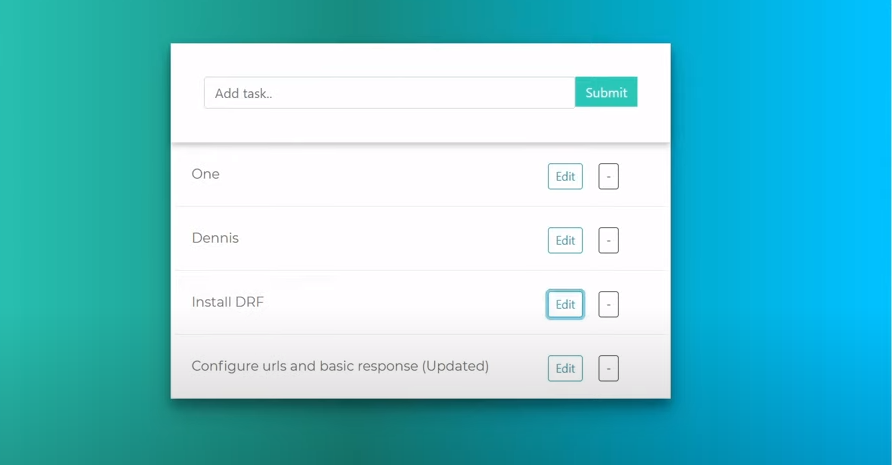 Add task.. Submit
One Edit -
Dennis Edit -
Install DRF Edit -
Configure urls and basic response (Updated) Edit -